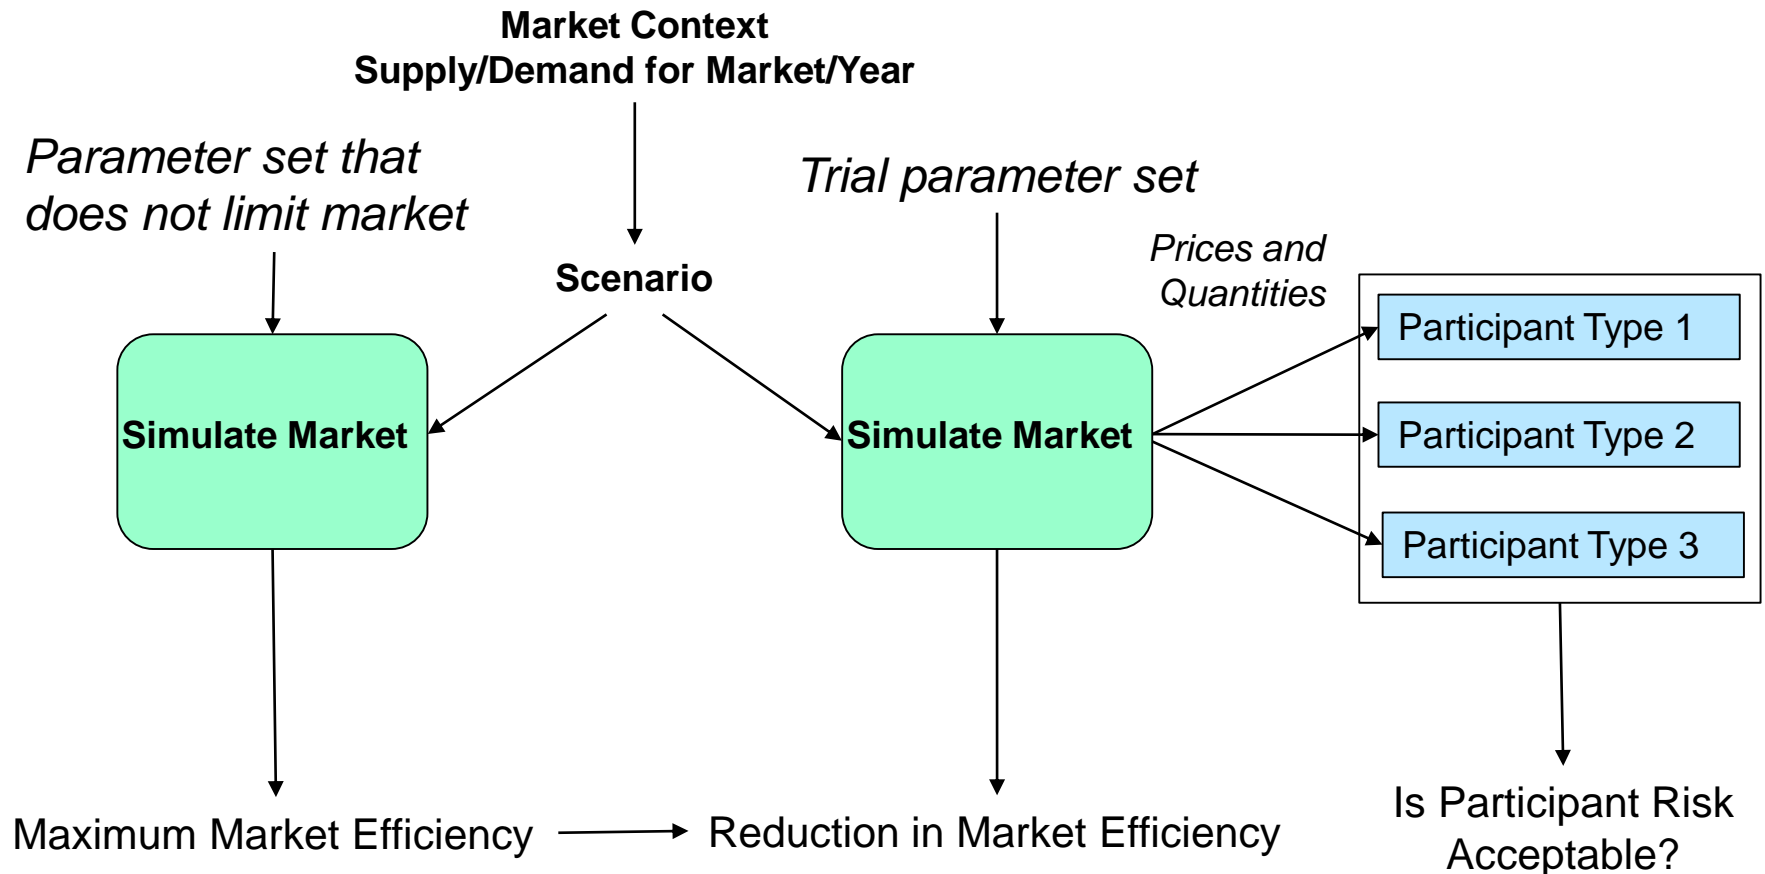 Market Context
Supply/Demand for Market/Year
Parameter set that
does not limit market
Trial parameter set
Prices and
Quantities
Scenario
Participant Type 1
Simulate Market
Simulate Market
Participant Type 2
Participant Type 3
Maximum Market Efficiency
Reduction in Market Efficiency
Is Participant Risk
Acceptable?